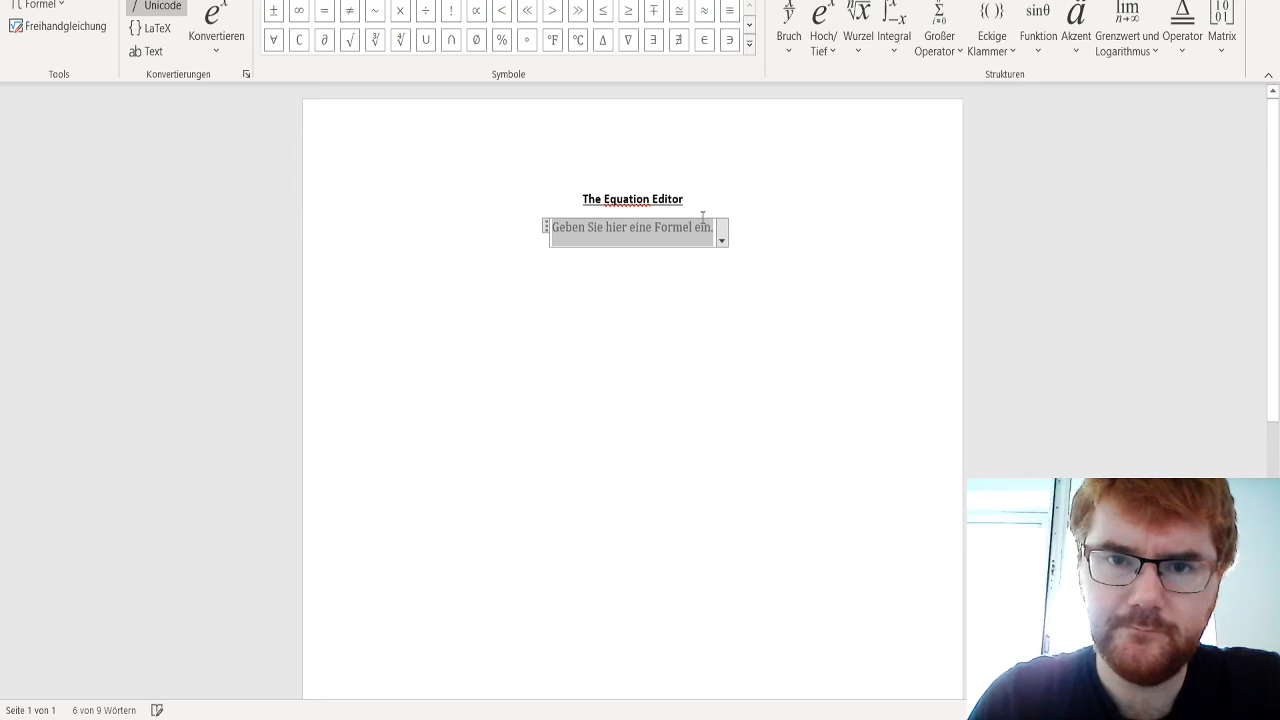 Formel
Unicode
Freihandgleichung
{ } LaTeX
ab Text
Konvertieren
± ∞ = ≠ ~ × ÷ ! ∝ < ≪ > ≫ ≤ ≥ ∓ ≅ ≈ ≡
∀ ∁ ∂ √ ∛ ∜ ∪ ∩ ∅ % ° °F °C ∆ ∇ ∃ ∄ ∈ ∋
Bruch
Hoch/
Tief
Wurzel
Integral
Großer
Operator
Eckige
Klammer
Funktion
Akzent
Grenzwert und
Logarithmus
Operator
Matrix
Tools
Konvertierungen
Symbole
Strukturen
The Equation Editor
Geben Sie hier eine Formel ein.
Seite 1 von 1
6 von 9 Wörtern